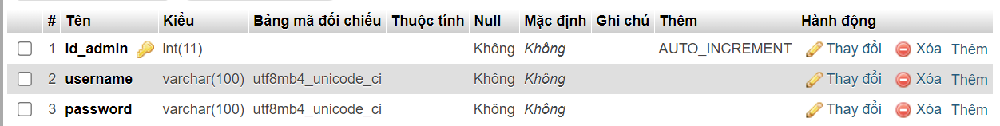 # Tên Kiểu Bảng mã đối chiếu Thuộc tính Null Mặc định Ghi chú Thêm Hành động
1 id_admin int(11) Không Không AUTO_INCREMENT Thay đổi Xóa Thêm
2 username varchar(100) utf8mb4_unicode_ci Không Không Thay đổi Xóa Thêm
3 password varchar(100) utf8mb4_unicode_ci Không Không Thay đổi Xóa Thêm